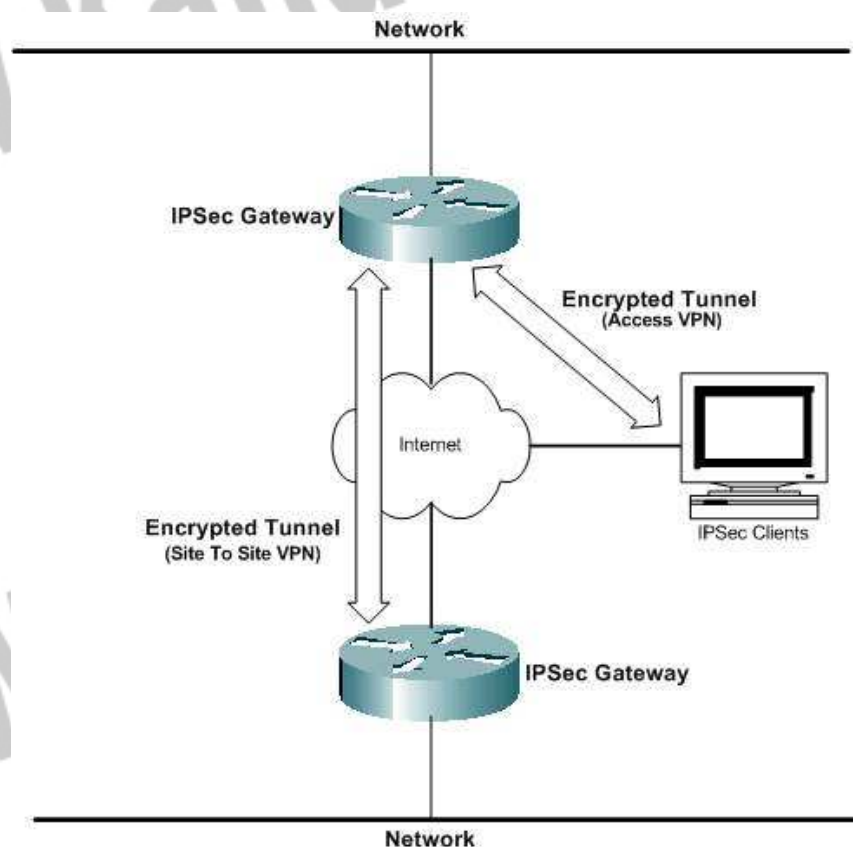 Network
IPSec Gateway
Encrypted Tunnel
(Access VPN)
Internet
IPSec Clients
Encrypted Tunnel
(Site To Site VPN)
IPSec Gateway
Network